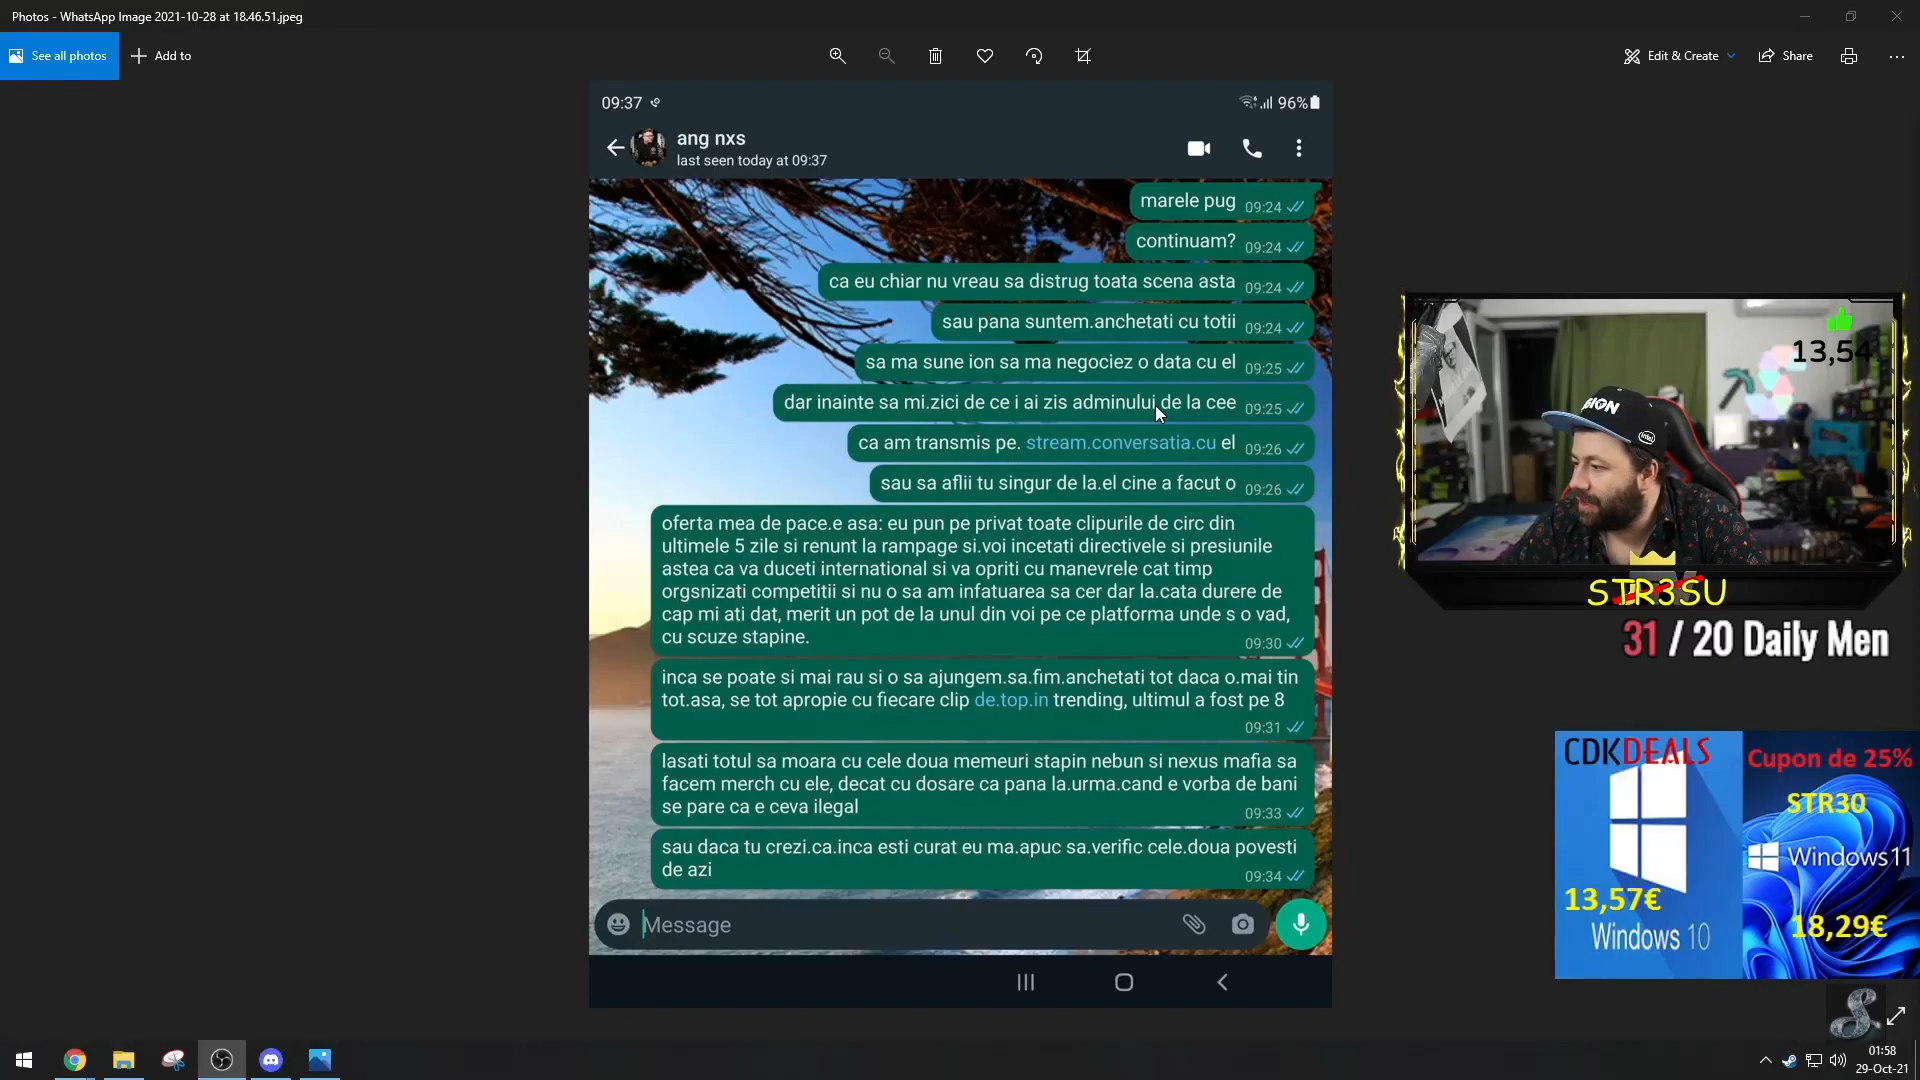 Photos - WhatsApp Image 2021-10-28 at 18.46.51.jpeg
See all photos
Add to
Edit & Create
Share
09:37
96%
ang nxs
last seen today at 09:37
marele pug 09:24
continuam? 09:24
ca eu chiar nu vreau sa distrug toata scena asta 09:24
sau pana suntem.anchetati cu totii 09:24
sa ma sune ion sa ma negociez o data cu el 09:25
dar inainte sa mi.zici de ce i ai zis adminului de la cee 09:25
ca am transmis pe. stream.conversatia.cu el 09:26
sau sa aflii tu singur de la.el cine a facut o 09:26
oferta mea de pace.e asa: eu pun pe privat toate clipurile de circ din
ultimele 5 zile si renunt la rampage si.voi incetati directivele si presiunile
astea ca va duceti international si va opriti cu manevrele cat timp
orgsnizati competitii si nu o sa am infatuarea sa cer dar la.cata durere de
cap mi ati dat, merit un pot de la unul din voi pe ce platforma unde s o vad,
cu scuze stapine.
09:30
inca se poate si mai rau si o sa ajungem.sa.fim.anchetati tot daca o.mai tin
tot.asa, se tot apropie cu fiecare clip de.top.in trending, ultimul a fost pe 8
09:31
lasati totul sa moara cu cele doua memeuri stapin nebun si nexus mafia sa
facem merch cu ele, decat cu dosare ca pana la.urma.cand e vorba de bani
se pare ca e ceva ilegal
09:33
sau daca tu crezi.ca.inca esti curat eu ma.apuc sa.verific cele.doua povesti
de azi
09:34
Message
13,54
intel
STR3SU
31 / 20 Daily Men
CDKDEALS
Cupon de 25%
STR30
Windows 11
13,57€
18,29€
Windows 10
01:58
29-Oct-21